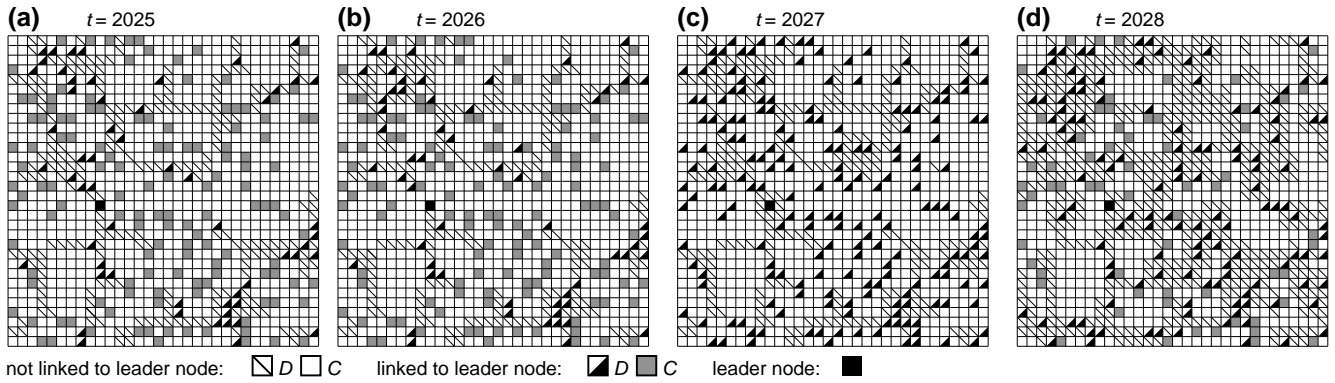 (a) t = 2025 (b) t = 2026 (c) t = 2027 (d) t = 2028
not linked to leader node: D C linked to leader node: D C leader node: